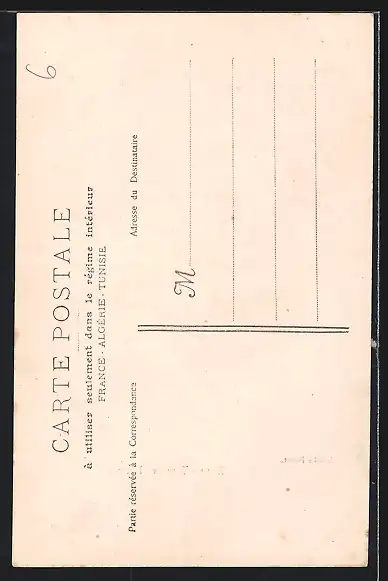 6
CARTE POSTALE
à utiliser seulement dans le régime intérieur
FRANCE - ALGÉRIE - TUNISIE
Partie réservée à la Correspondance
Adresse du Destinataire
M